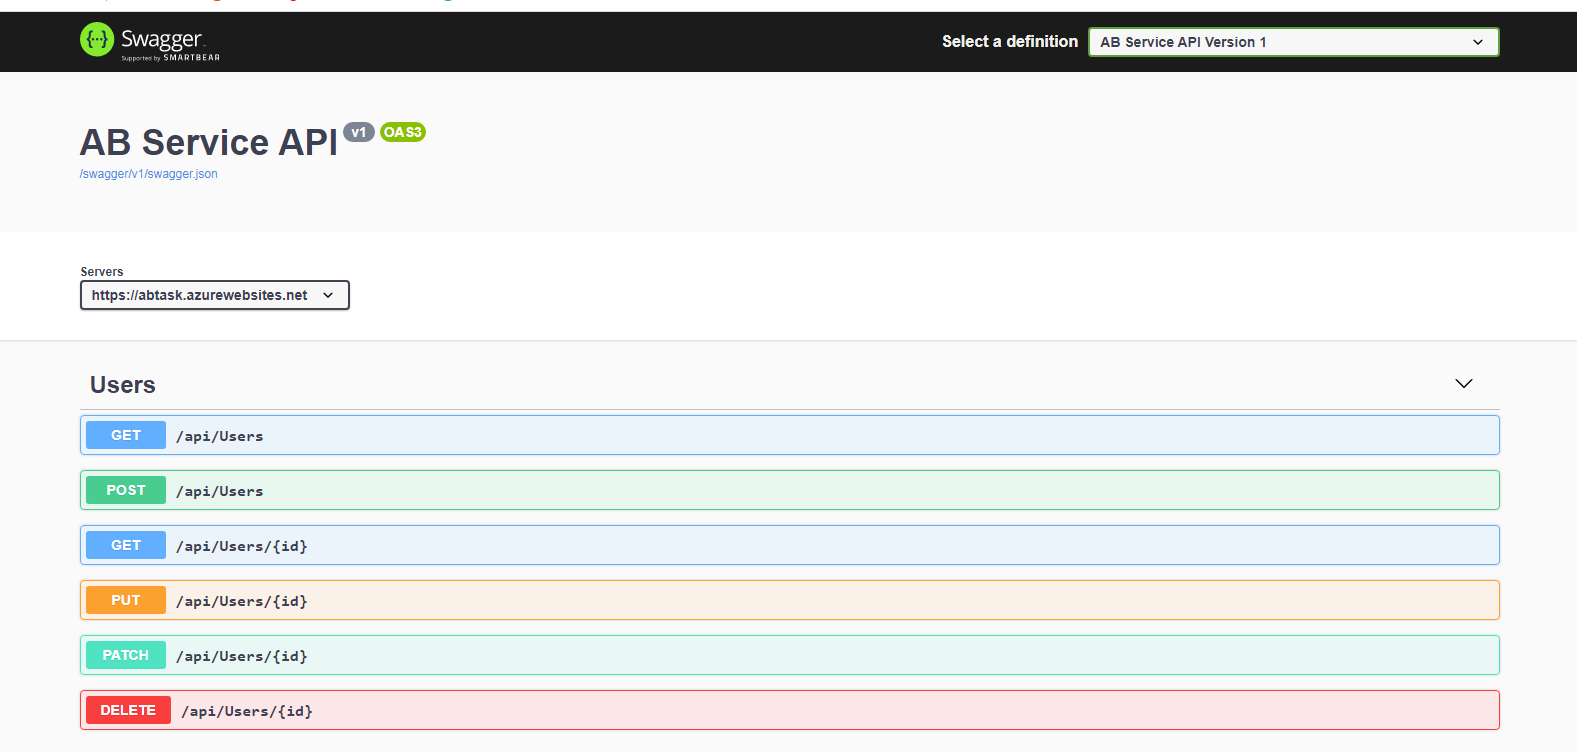 Swagger
Supported by SMARTBEAR
Select a definition
AB Service API Version 1
AB Service API v1 OAS3
/swagger/v1/swagger.json
Servers
https://abtask.azurewebsites.net
Users
GET /api/Users
POST /api/Users
GET /api/Users/{id}
PUT /api/Users/{id}
PATCH /api/Users/{id}
DELETE /api/Users/{id}